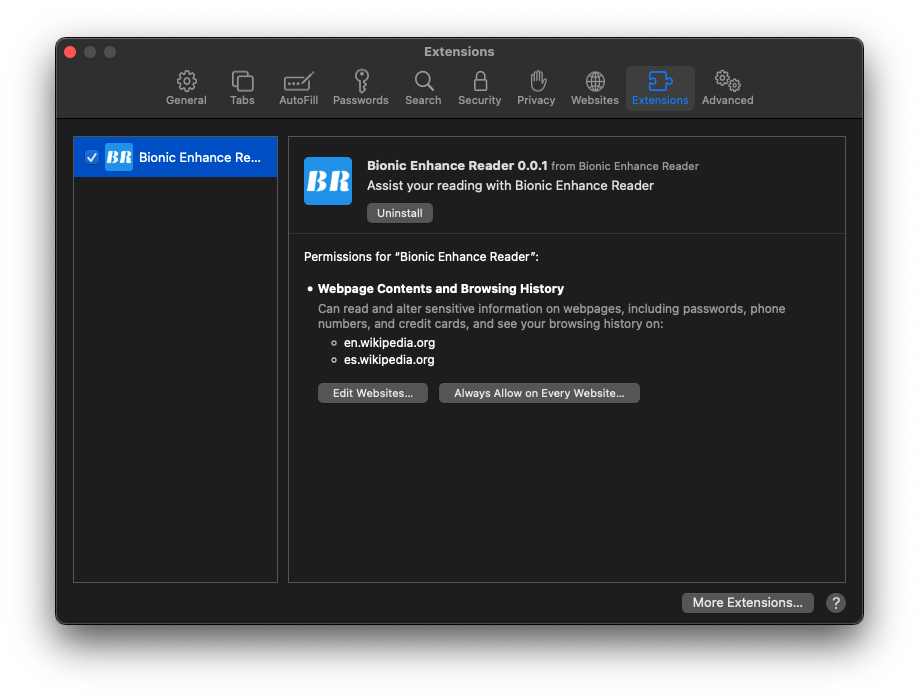 Extensions
General
Tabs
AutoFill
Passwords
Search
Security
Privacy
Websites
Extensions
Advanced
BR
Bionic Enhance Re...
BR
Bionic Enhance Reader 0.0.1 from Bionic Enhance Reader
Assist your reading with Bionic Enhance Reader
Uninstall
Permissions for “Bionic Enhance Reader”:
• Webpage Contents and Browsing History
Can read and alter sensitive information on webpages, including passwords, phone
numbers, and credit cards, and see your browsing history on:
en.wikipedia.org
es.wikipedia.org
Edit Websites...
Always Allow on Every Website...
More Extensions...
?